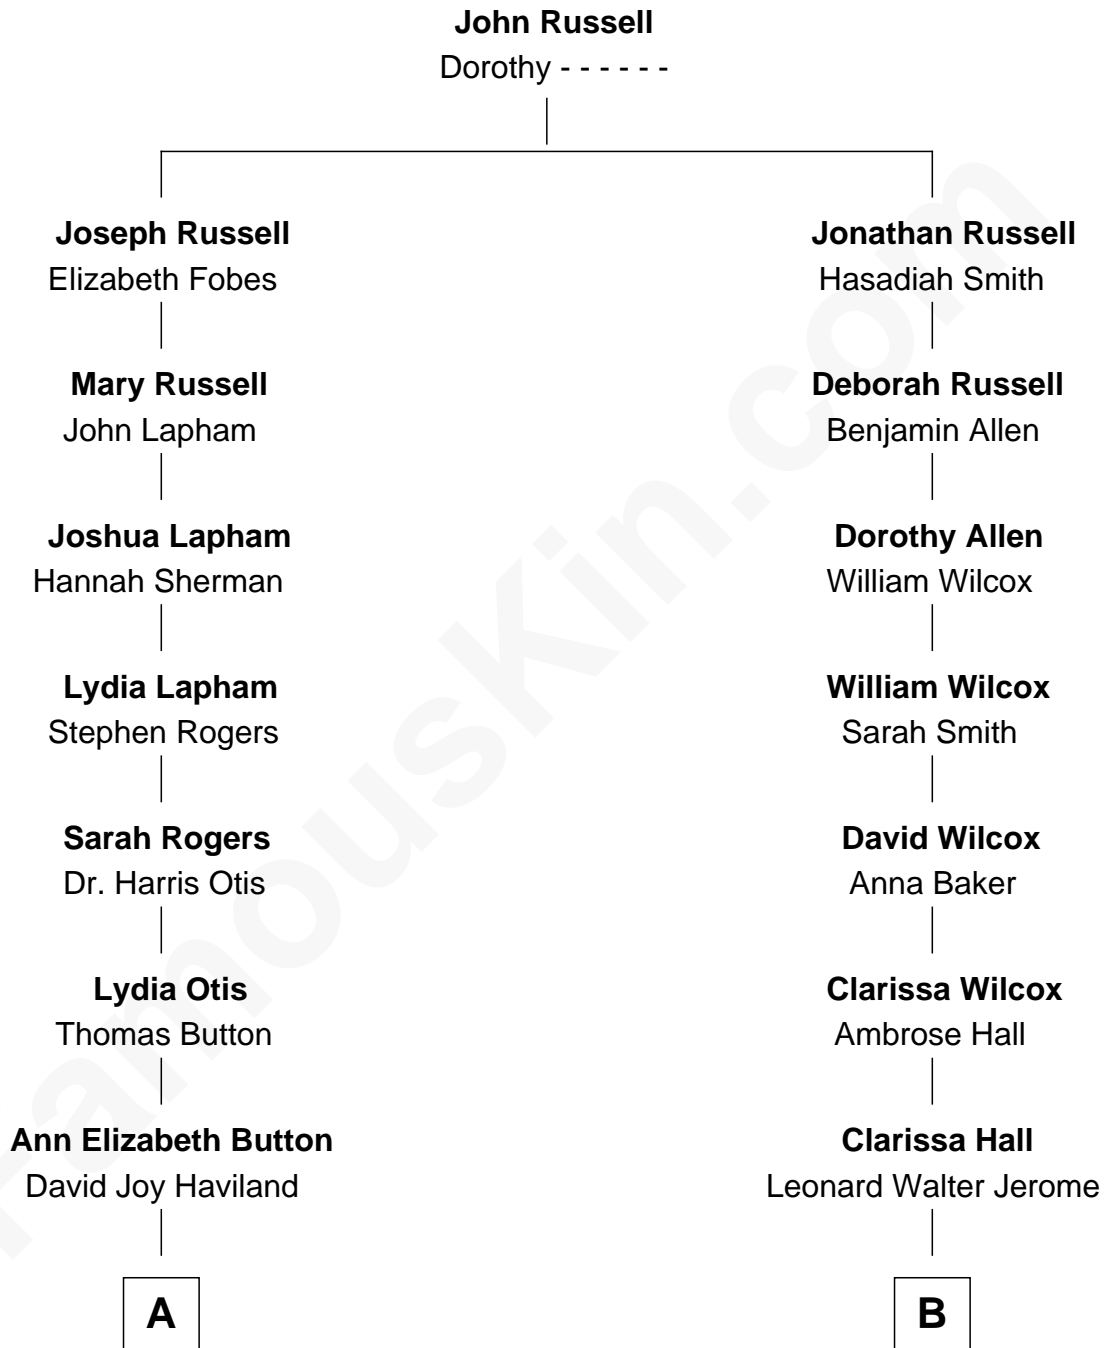 John Russell
Dorothy - - - - - -
Joseph Russell
Elizabeth Fobes
Mary Russell
John Lapham
Joshua Lapham
Hannah Sherman
Lydia Lapham
Stephen Rogers
Sarah Rogers
Dr. Harris Otis
Lydia Otis
Thomas Button
Ann Elizabeth Button
David Joy Haviland
A
Jonathan Russell
Hasadiah Smith
Deborah Russell
Benjamin Allen
Dorothy Allen
William Wilcox
William Wilcox
Sarah Smith
David Wilcox
Anna Baker
Clarissa Wilcox
Ambrose Hall
Clarissa Hall
Leonard Walter Jerome
B
FamousKin.com